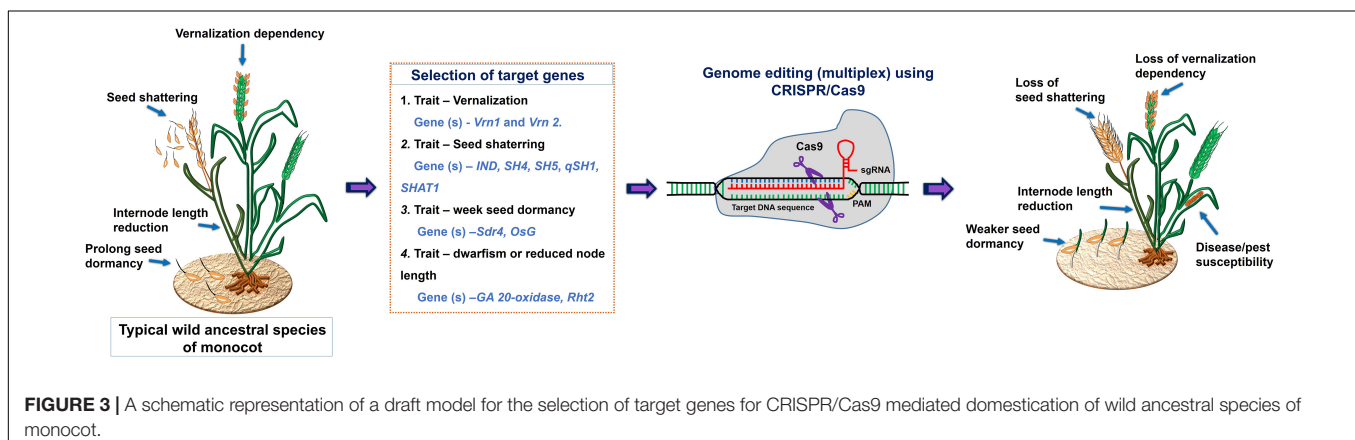 Vernalization dependency
Seed shattering
Internode length
reduction
Prolong seed
dormancy
Typical wild ancestral species
of monocot
Selection of target genes
1. Trait – Vernalization
Gene (s) - Vrn1 and Vrn 2.
2. Trait – Seed shaterring
Gene (s) – IND, SH4, SH5, qSH1,
SHAT1
3. Trait – week seed dormancy
Gene (s) –Sdr4, OsG
4. Trait – dwarfism or reduced node
length
Gene (s) –GA 20-oxidase, Rht2
Genome editing (multiplex) using
CRISPR/Cas9
Cas9
sgRNA
Target DNA sequence
PAM
Loss of vernalization
dependency
Loss of
seed shattering
Internode length
reduction
Weaker seed
dormancy
Disease/pest
susceptibility
FIGURE 3 | A schematic representation of a draft model for the selection of target genes for CRISPR/Cas9 mediated domestication of wild ancestral species of
monocot.